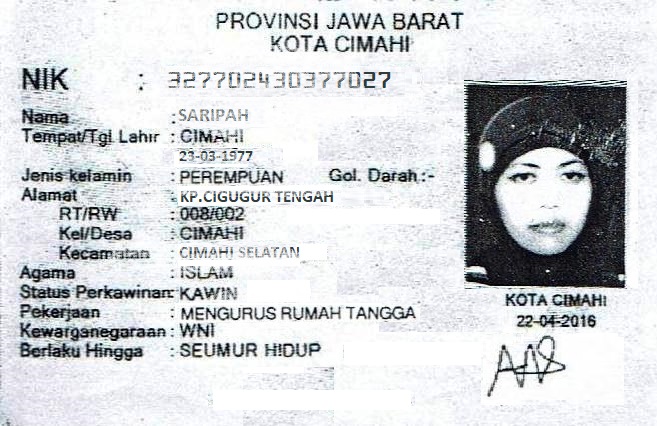 PROVINSI JAWA BARAT
KOTA CIMAHI
NIK : 327702430377027
Nama : SARIPAH
Tempat/Tgl Lahir : CIMAHI
23-03-1977
Jenis kelamin : PEREMPUAN Gol. Darah :-
Alamat : KP.CIGUGUR TENGAH
RT/RW : 008/002
Kel/Desa : CIMAHI
Kecamatan : CIMAHI SELATAN
Agama : ISLAM
Status Perkawinan: KAWIN
Pekerjaan : MENGURUS RUMAH TANGGA
Kewarganegaraan : WNI
Berlaku Hingga : SEUMUR HIDUP
KOTA CIMAHI
22-04-2016